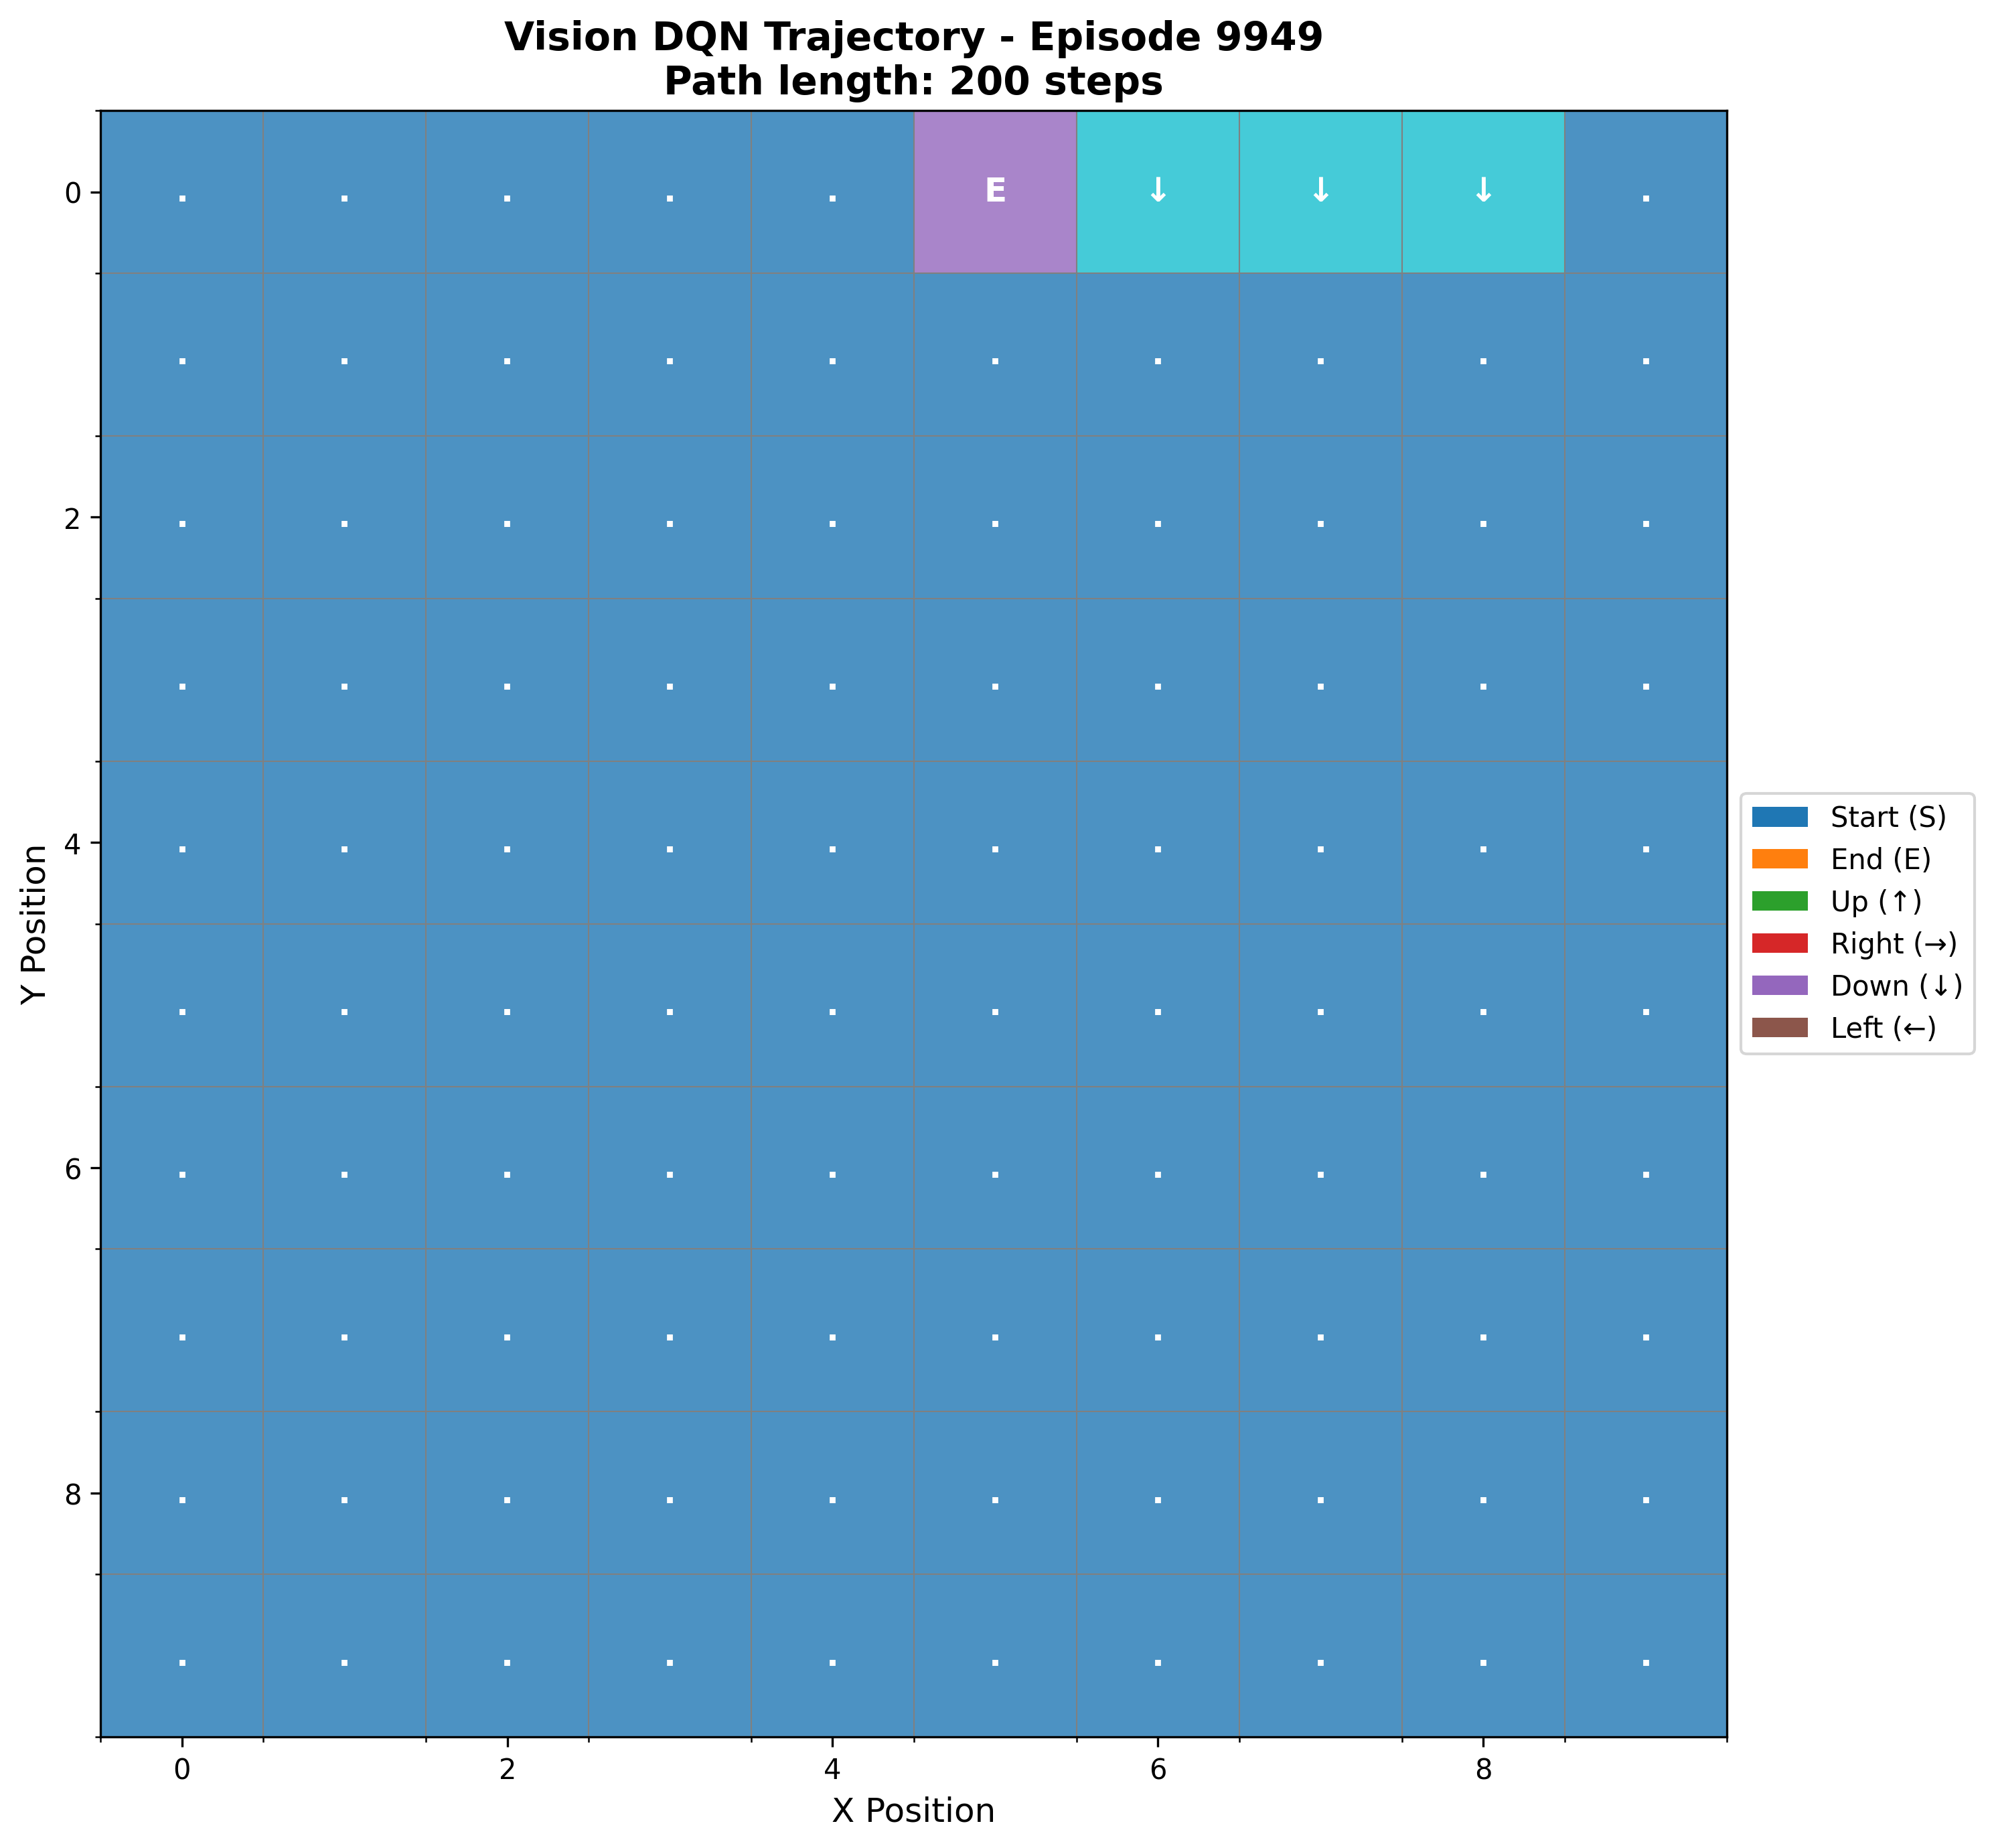 Vision DQN Trajectory - Episode 9949
Path length: 200 steps
0
E ↓ ↓ ↓
2
4
6
8
Y Position
0 2 4 6 8
X Position
Start (S)
End (E)
Up (↑)
Right (→)
Down (↓)
Left (←)